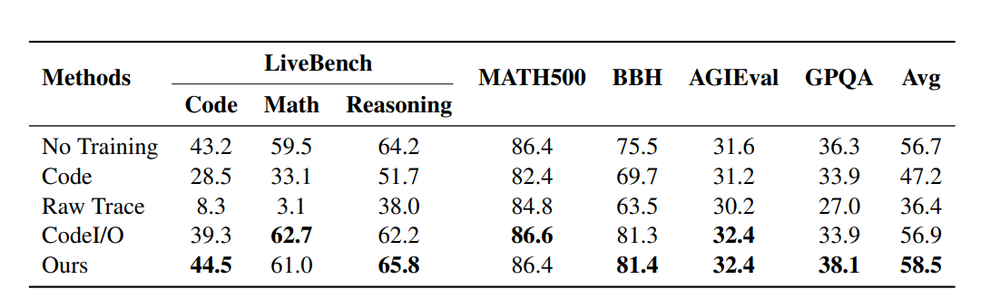 Methods LiveBench MATH500 BBH AGIEval GPQA Avg
Code Math Reasoning
No Training 43.2 59.5 64.2 86.4 75.5 31.6 36.3 56.7
Code 28.5 33.1 51.7 82.4 69.7 31.2 33.9 47.2
Raw Trace 8.3 3.1 38.0 84.8 63.5 30.2 27.0 36.4
CodeI/O 39.3 62.7 62.2 86.6 81.3 32.4 33.9 56.9
Ours 44.5 61.0 65.8 86.4 81.4 32.4 38.1 58.5